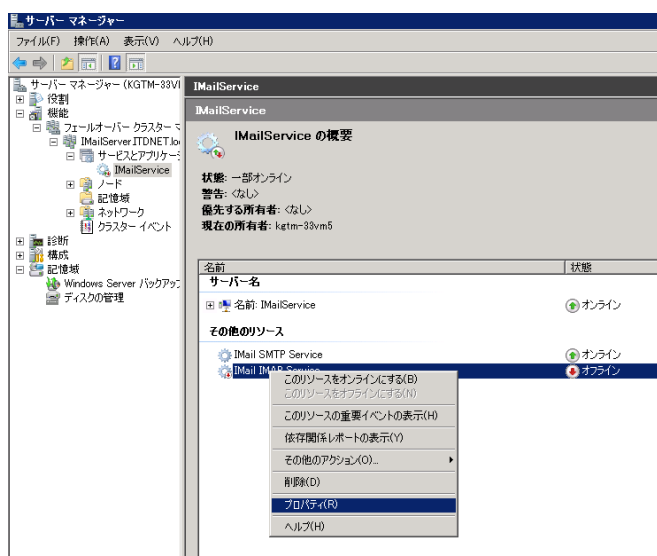 サーバー マネージャー
ファイル(F) 操作(A) 表示(V) ヘルプ(H)
サーバー マネージャー (KGTM-33VI
役割
機能
フェールオーバー クラスター マ
IMailServer.ITDNET.lo
サービスとアプリケー
IMailService
ノード
記憶域
ネットワーク
クラスター イベント
診断
構成
記憶域
Windows Server バックアップ
ディスクの管理
IMailService
IMailService
IMailService の概要
状態: 一部オンライン
警告: <なし>
優先する所有者: <なし>
現在の所有者: kgtm-33vm5
名前 状態
サーバー名
名前: IMailService オンライン
その他のリソース
IMail SMTP Service オンライン
IMail IMAP Service オフライン
このリソースをオンラインにする(B)
このリソースをオフラインにする(N)
このリソースの重要イベントの表示(H)
依存関係レポートの表示(Y)
その他のアクション(O)...
削除(D)
プロパティ(R)
ヘルプ(H)